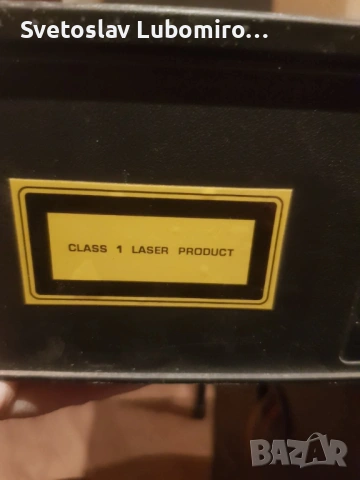 Svetoslav Lubomiro...
CLASS 1 LASER PRODUCT
BAZAR